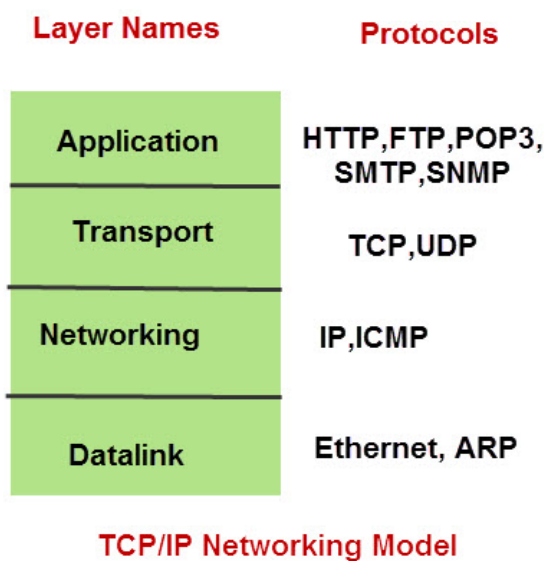 Layer Names
Protocols
Application
HTTP,FTP,POP3,
SMTP,SNMP
Transport
TCP,UDP
Networking
IP,ICMP
Datalink
Ethernet, ARP
TCP/IP Networking Model